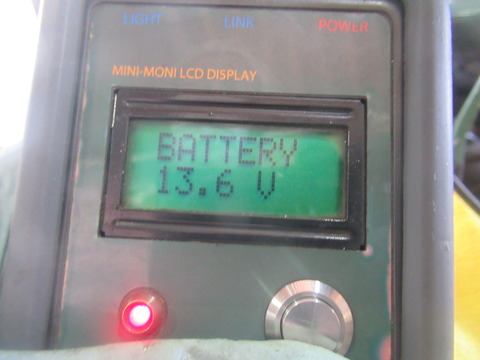 LIGHT LINK POWER
MINI-MONI LCD DISPLAY
BATTERY
13.6 V